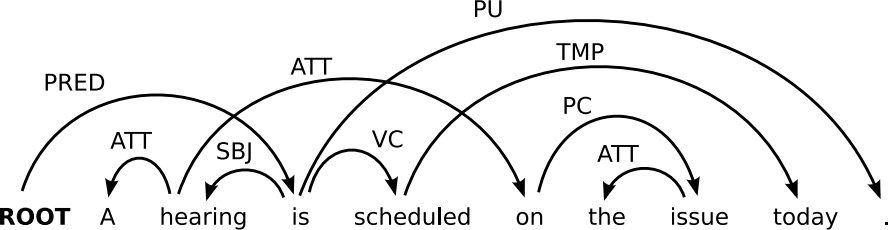 PU
TMP
ATT
PRED
PC
ATT
SBJ
VC
ATT
ROOT A hearing is scheduled on the issue today .